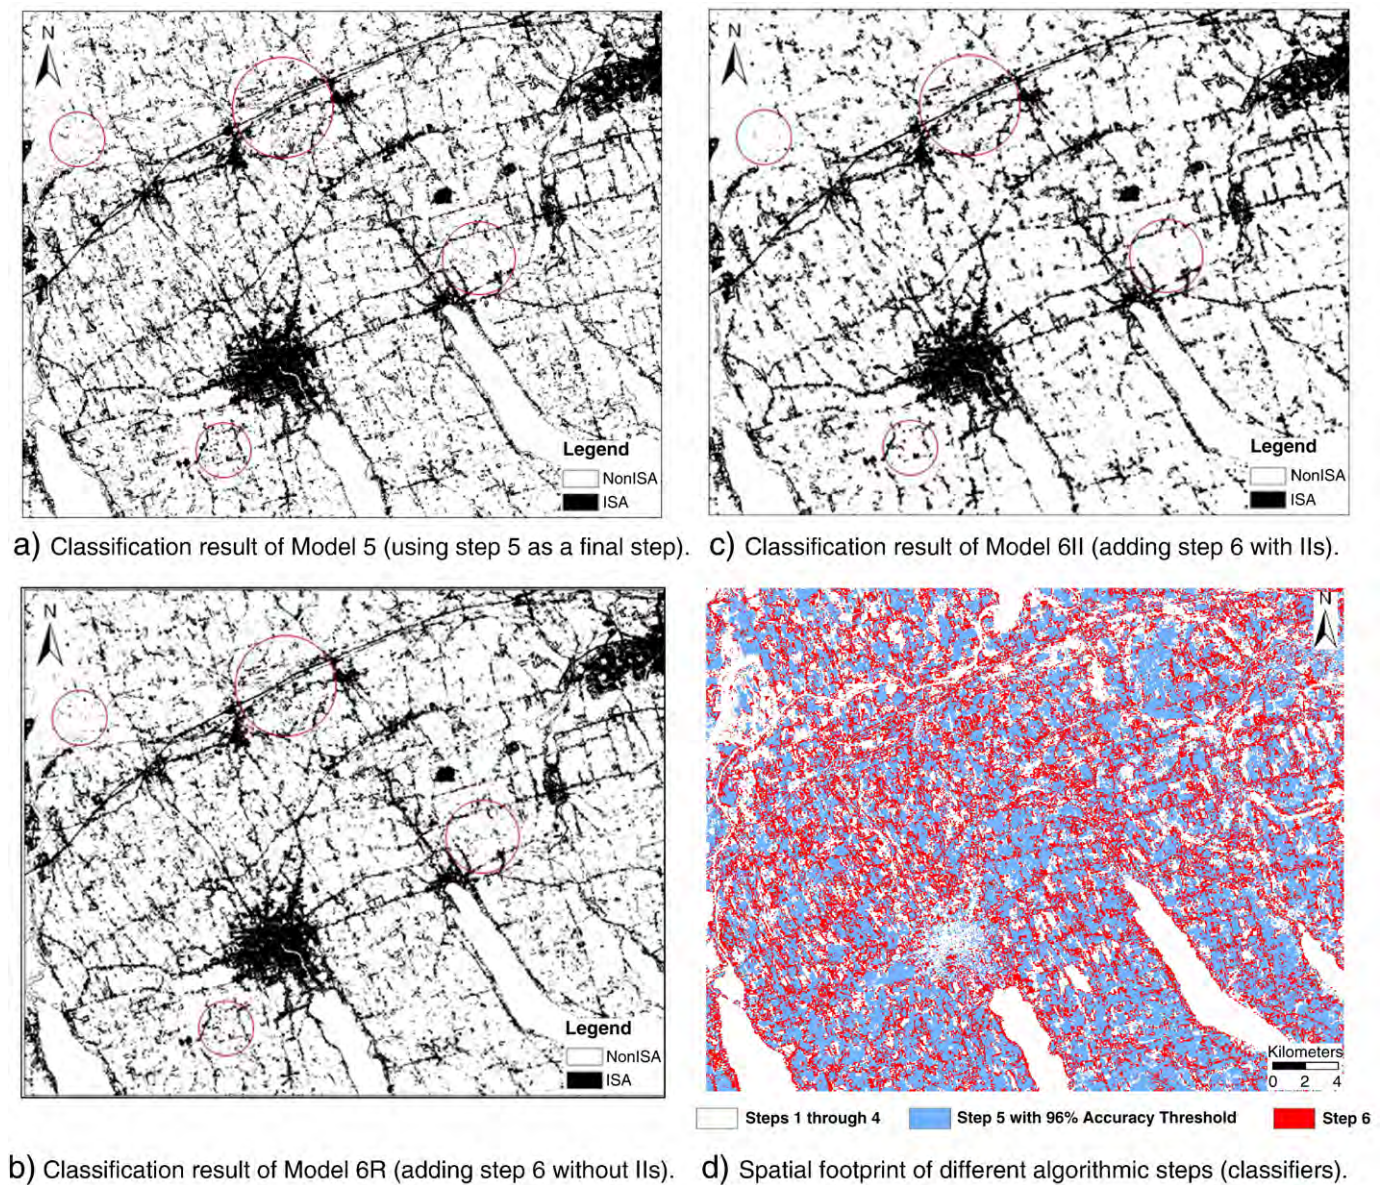 N
Legend
NonISA
ISA
a) Classification result of Model 5 (using step 5 as a final step).
N
Legend
NonISA
ISA
c) Classification result of Model 6II (adding step 6 with IIs).
N
Legend
NonISA
ISA
b) Classification result of Model 6R (adding step 6 without IIs).
N
Kilometers
0 2 4
Steps 1 through 4 Step 5 with 96% Accuracy Threshold Step 6
d) Spatial footprint of different algorithmic steps (classifiers).